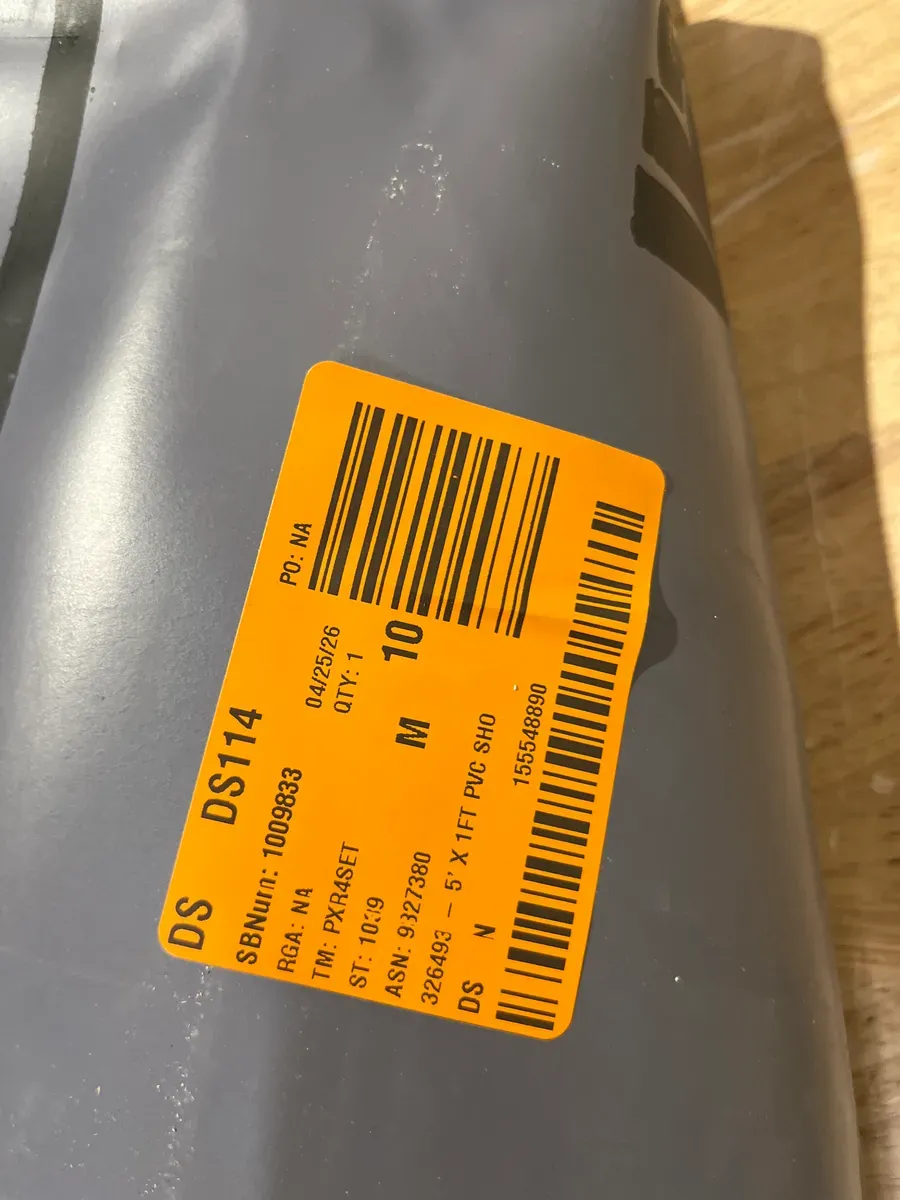 DS DS114 PO: NA
SBNum: 1009833 04/25/26
RGA: NA QTY: 1
TM: PXR4SET
ST: 1039 M 10
ASN: 9327380
326493 - 5' X 1FT PVC SHO
DS N 155548890